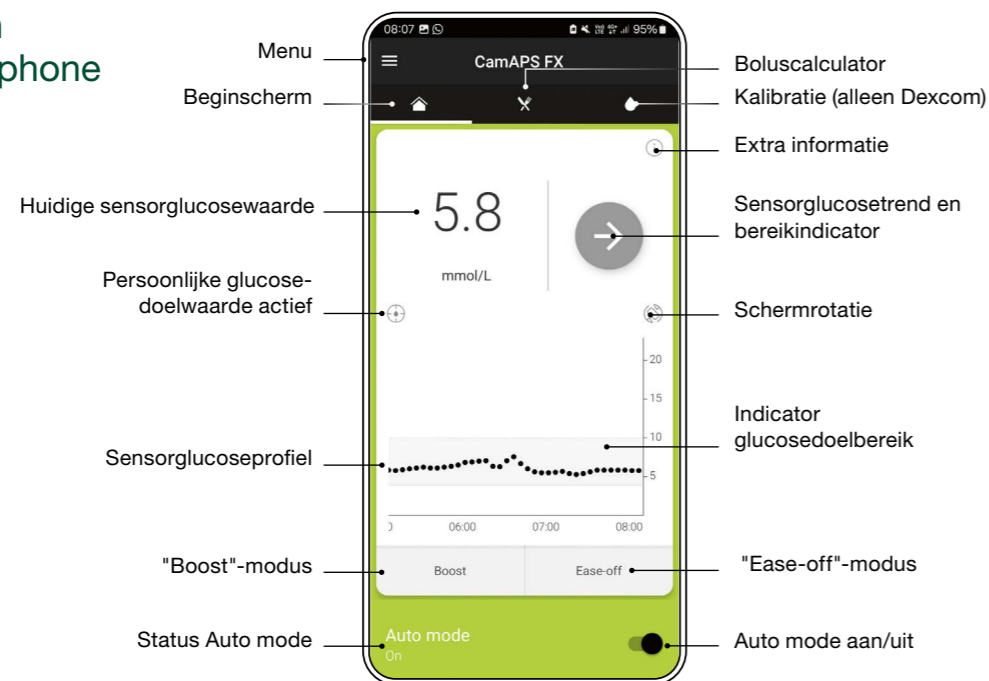 phone
08:07
95%
Menu
CamAPS FX
Boluscalculator
Beginscherm
Kalibratie (alleen Dexcom)
Extra informatie
Huidige sensorglucosewaarde
5.8
mmol/L
Sensorglucosetrend en
bereikindicator
Persoonlijke glucose-
doelwaarde actief
Schermrotatie
20
15
10
5
Indicator
glucosedoelbereik
Sensorglucoseprofiel
06:00
07:00
08:00
"Boost"-modus
Boost
Ease-off
"Ease-off"-modus
Status Auto mode
Auto mode
On
Auto mode aan/uit